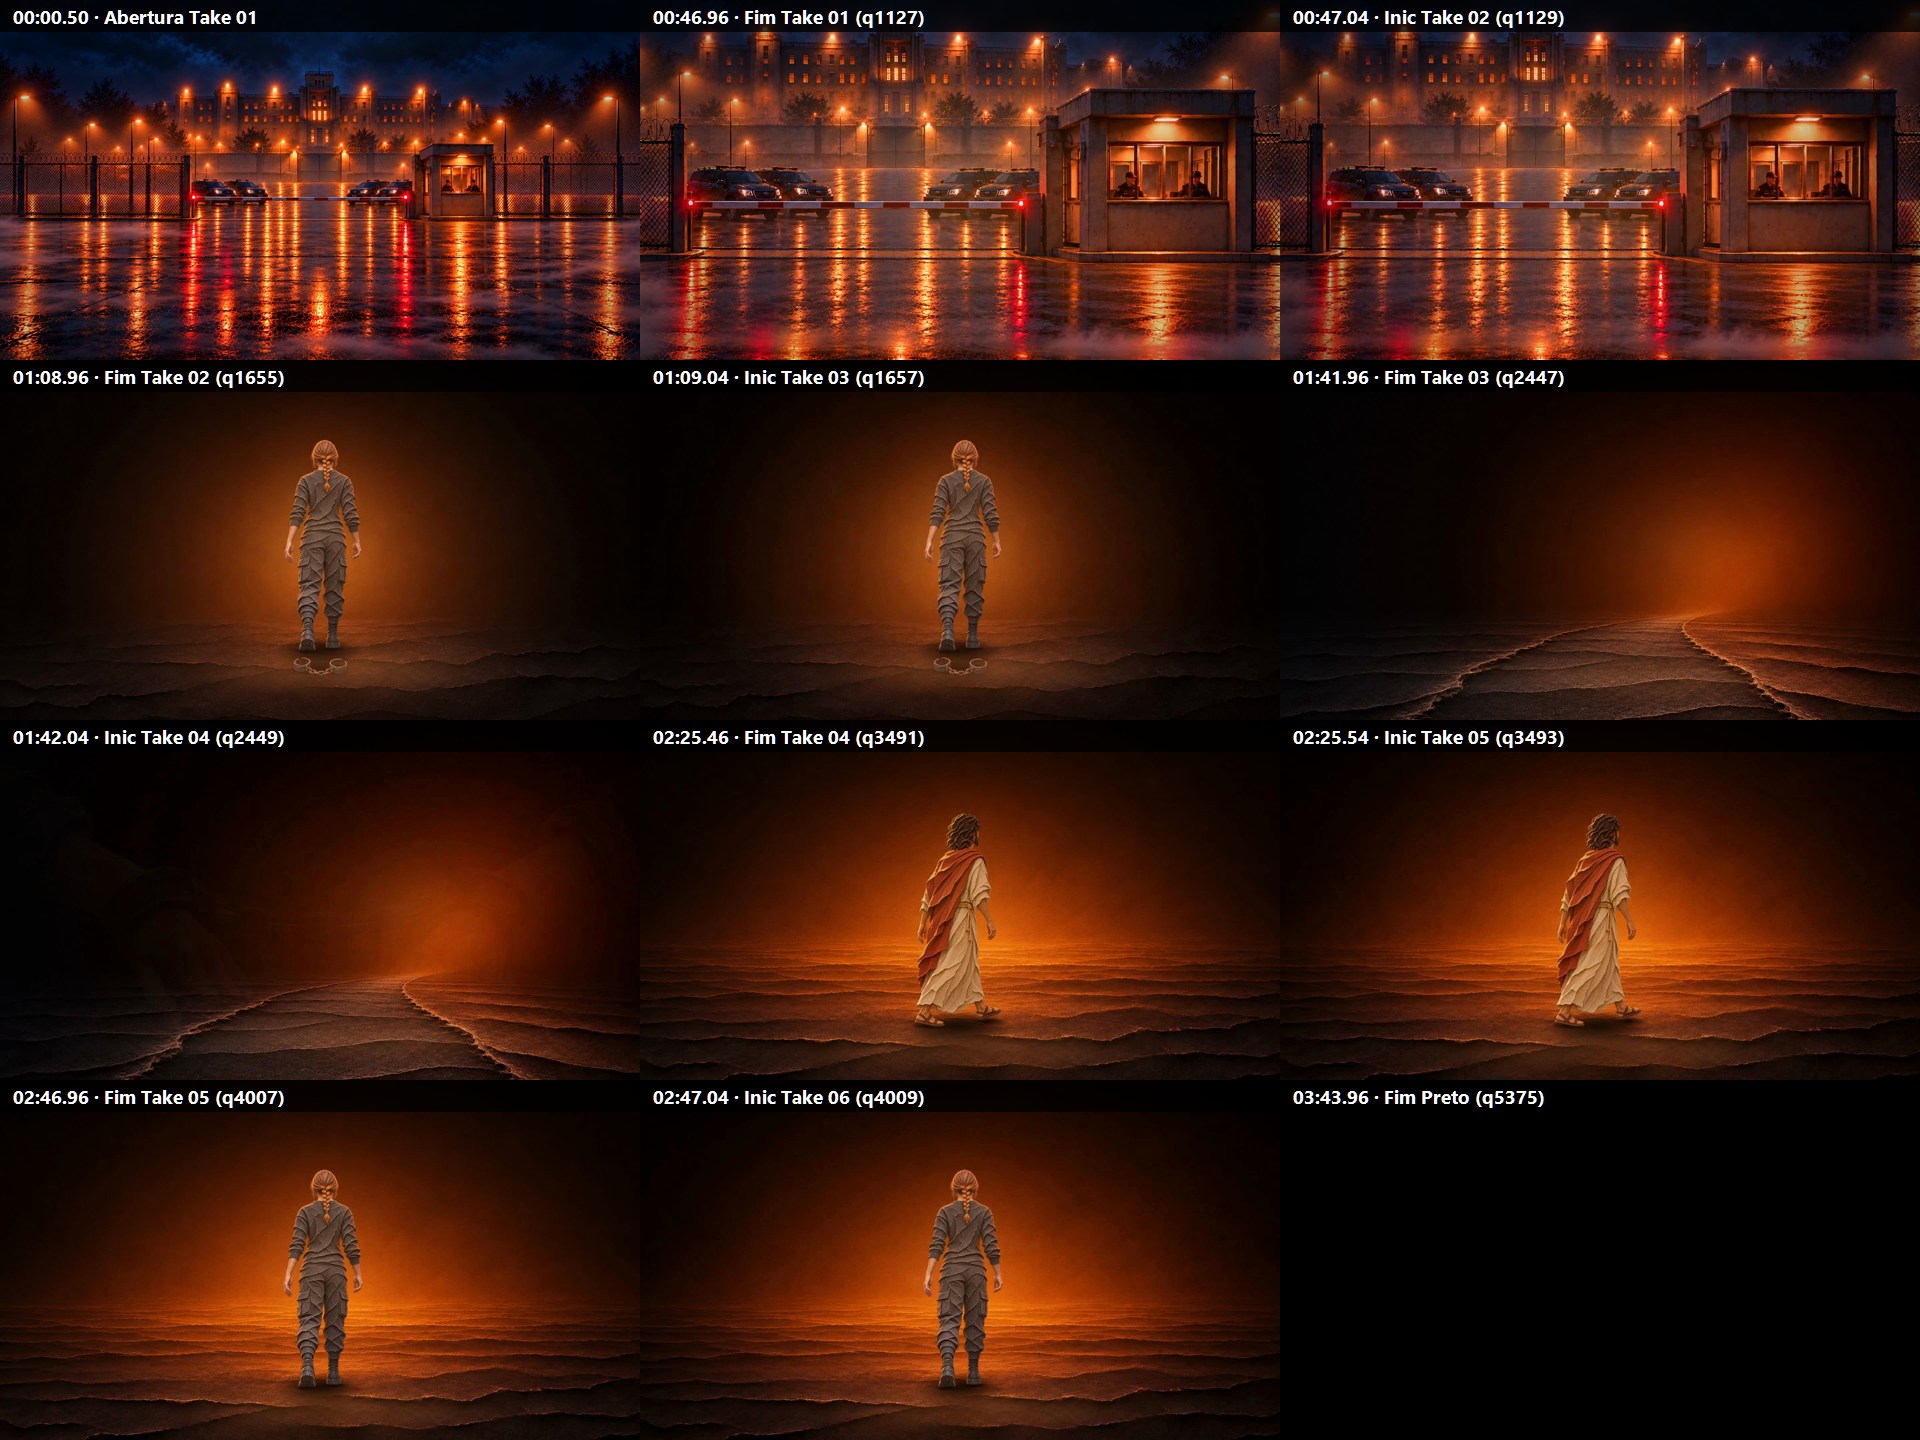 00:00.50 · Abertura Take 01
00:46.96 · Fim Take 01 (q1127)
00:47.04 · Inic Take 02 (q1129)
01:08.96 · Fim Take 02 (q1655)
01:09.04 · Inic Take 03 (q1657)
01:41.96 · Fim Take 03 (q2447)
01:42.04 · Inic Take 04 (q2449)
02:25.46 · Fim Take 04 (q3491)
02:25.54 · Inic Take 05 (q3493)
02:46.96 · Fim Take 05 (q4007)
02:47.04 · Inic Take 06 (q4009)
03:43.96 · Fim Preto (q5375)